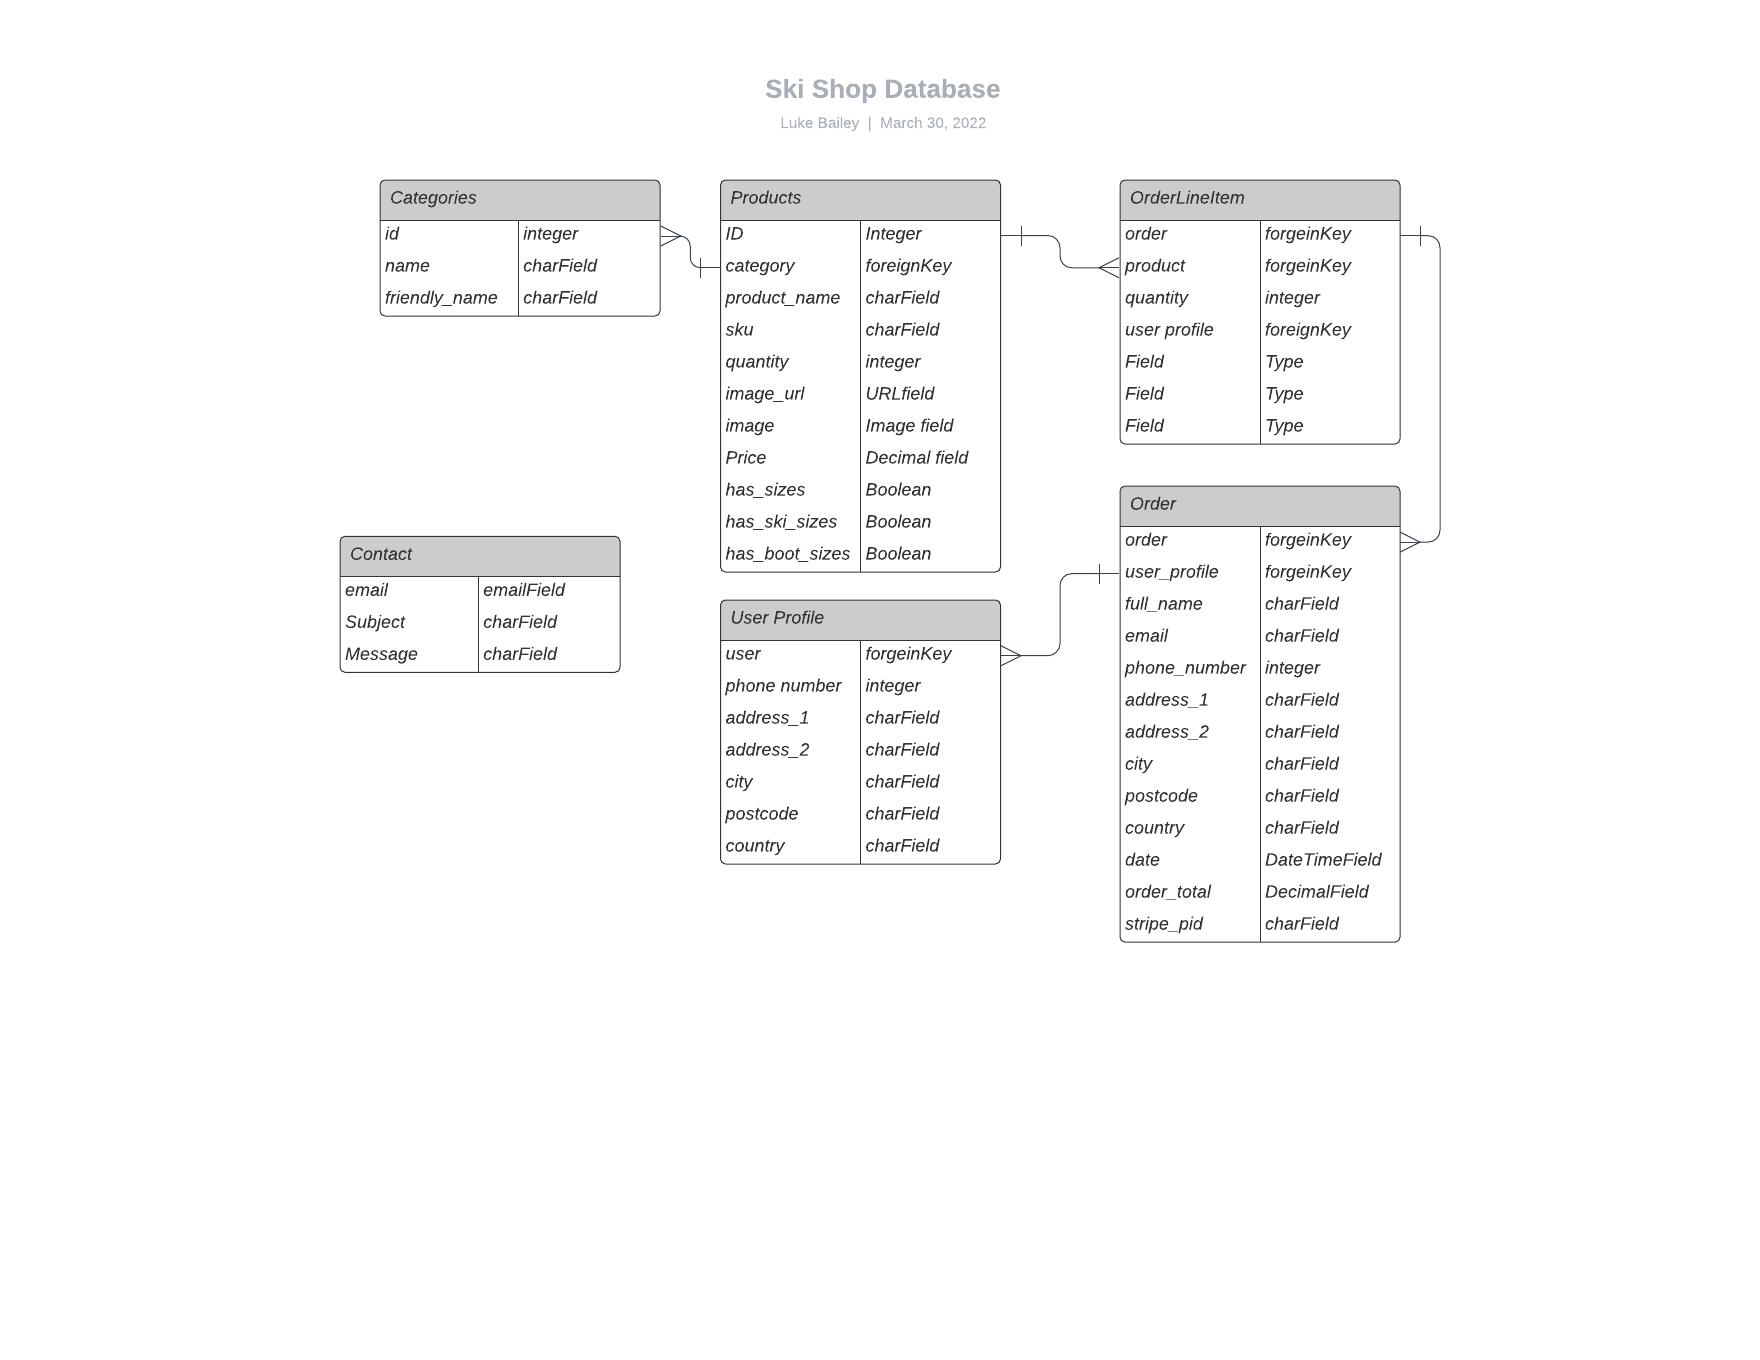 Ski Shop Database
Luke Bailey | March 30, 2022
Categories
id integer
name charField
friendly_name charField
Products
ID Integer
category foreignKey
product_name charField
sku charField
quantity integer
image_url URLfield
image Image field
Price Decimal field
has_sizes Boolean
has_ski_sizes Boolean
has_boot_sizes Boolean
OrderLineItem
order forgeinKey
product forgeinKey
quantity integer
user profile foreignKey
Field Type
Field Type
Field Type
Contact
email emailField
Subject charField
Message charField
User Profile
user forgeinKey
phone number integer
address_1 charField
address_2 charField
city charField
postcode charField
country charField
Order
order forgeinKey
user_profile forgeinKey
full_name charField
email charField
phone_number integer
address_1 charField
address_2 charField
city charField
postcode charField
country charField
date DateTimeField
order_total DecimalField
stripe_pid charField